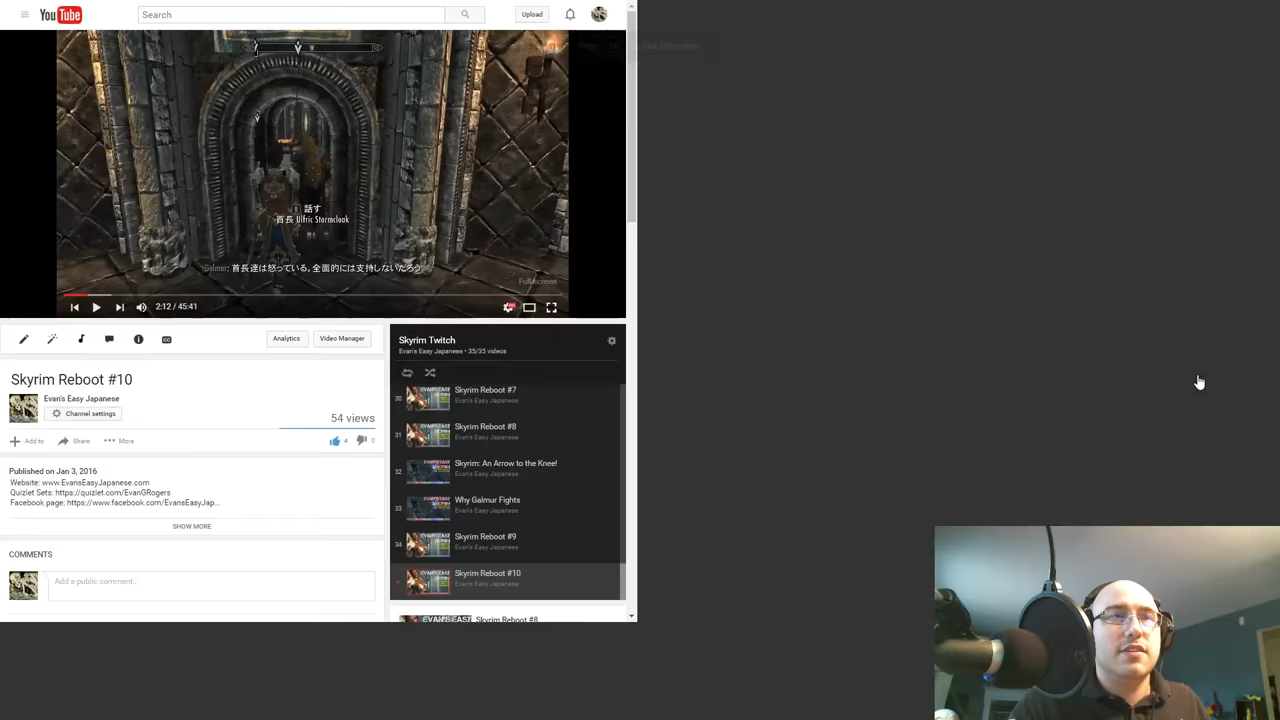 YouTube
Search
Upload
W
話す
首長 Ulfric Stormcloak
Galmar: 首長達は怒っている。全面的には支持しないだろう
Full screen
2:12 / 45:41
Analytics
Video Manager
Skyrim Reboot #10
Evan's Easy Japanese
Channel settings
54 views
Add to
Share
More
4
0
Published on Jan 3, 2016
Website: www.EvansEasyJapanese.com
Quizlet Sets: https://quizlet.com/EvanGRogers
Facebook page: https://www.facebook.com/EvansEasyJap...
SHOW MORE
COMMENTS
Add a public comment...
Skyrim Twitch
Evan's Easy Japanese • 35/35 videos
30
Skyrim Reboot #7
Evan's Easy Japanese
31
Skyrim Reboot #8
Evan's Easy Japanese
32
Skyrim: An Arrow to the Knee!
Evan's Easy Japanese
33
Why Galmur Fights
Evan's Easy Japanese
34
Skyrim Reboot #9
Evan's Easy Japanese
Skyrim Reboot #10
Evan's Easy Japanese
EVAN'S EAST
Skyrim Reboot #8